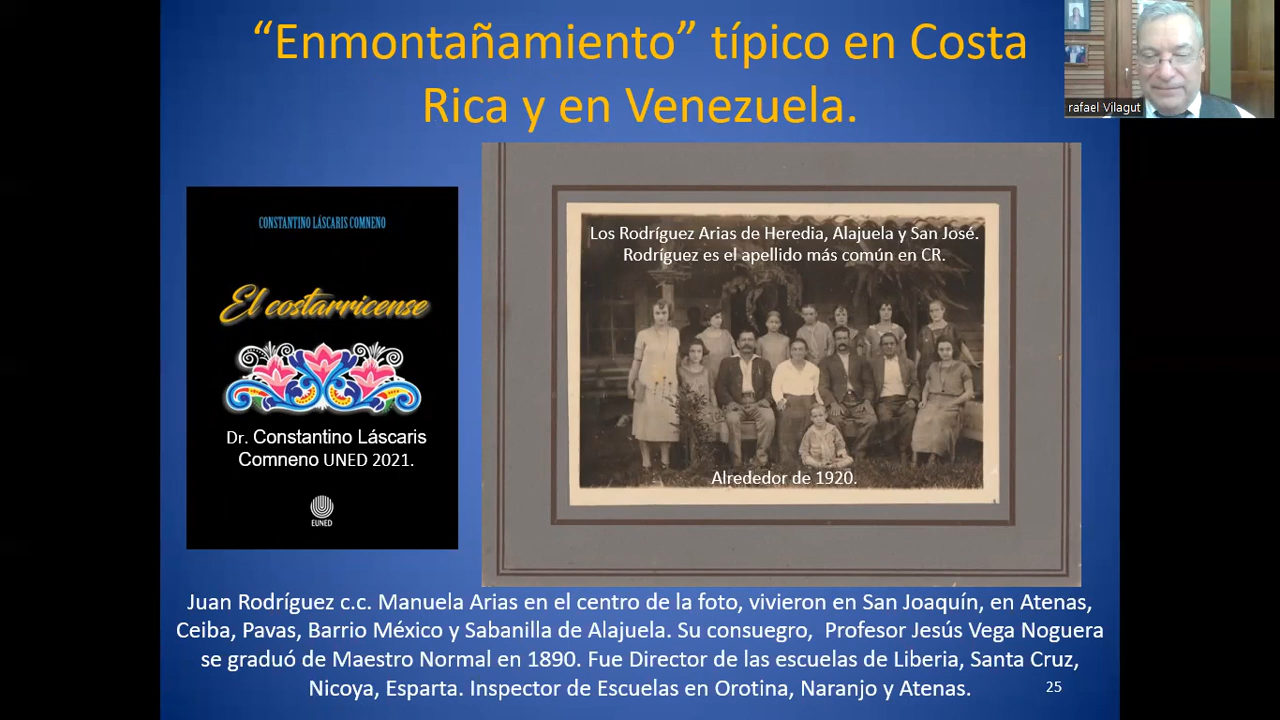 “Enmontañamiento” típico en Costa
Rica y en Venezuela.
rafael Vilagut
CONSTANTINO LÁSCARIS COMNENO
El costarricense
Dr. Constantino Láscaris
Comneno UNED 2021.
EUNED
Los Rodríguez Arias de Heredia, Alajuela y San José.
Rodríguez es el apellido más común en CR.
Alrededor de 1920.
Juan Rodríguez c.c. Manuela Arias en el centro de la foto, vivieron en San Joaquín, en Atenas,
Ceiba, Pavas, Barrio México y Sabanilla de Alajuela. Su consuegro, Profesor Jesús Vega Noguera
se graduó de Maestro Normal en 1890. Fue Director de las escuelas de Liberia, Santa Cruz,
Nicoya, Esparta. Inspector de Escuelas en Orotina, Naranjo y Atenas.
25